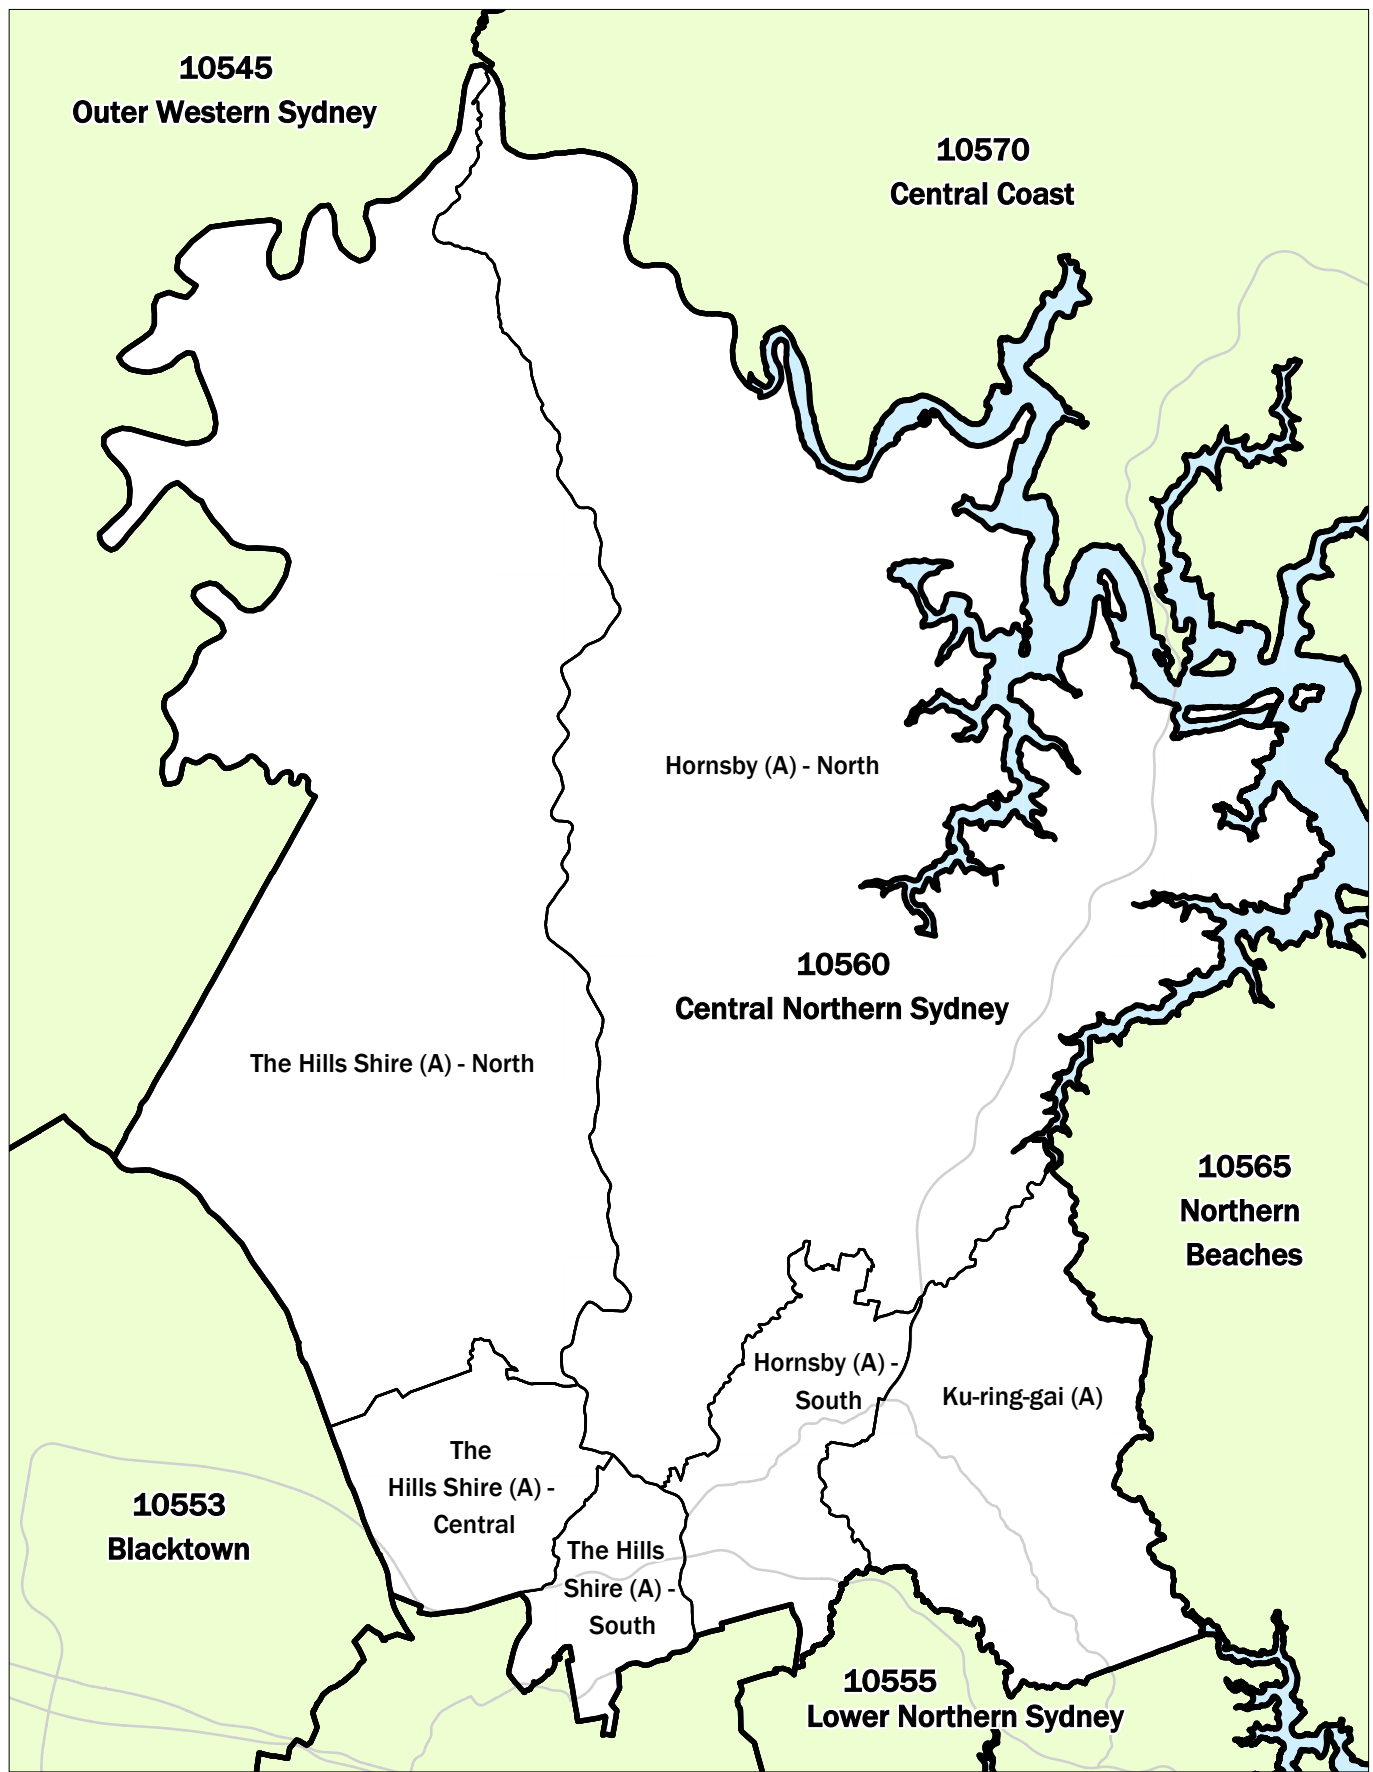 10545
Outer Western Sydney
10570
Central Coast
Hornsby (A) - North
10560
Central Northern Sydney
The Hills Shire (A) - North
10565
Northern
Beaches
Hornsby (A) -
South
Ku-ring-gai (A)
The
Hills Shire (A) -
Central
10553
Blacktown
The Hills
Shire (A) -
South
10555
Lower Northern Sydney